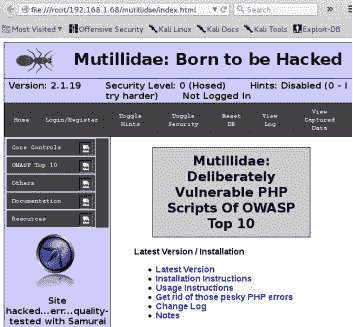 file:///root/192.168.1.68/mutillidae/index.html
Search
Most Visited
Offensive Security
Kali Linux
Kali Docs
Kali Tools
Exploit-DB
Mutillidae: Born to be Hacked
Version: 2.1.19
Security Level: 0 (Hosed)
Hints: Disabled (0 - I
try harder)
Not Logged In
Home
Login/Register
Toggle
Hints
Toggle
Security
Reset
DB
View
Log
View
Captured
Data
Core Controls
OWASP Top 10
Others
Documentation
Resources
Site
hacked...err...quality-
tested with Samurai
Mutillidae:
Deliberately
Vulnerable PHP
Scripts Of OWASP
Top 10
Latest Version / Installation
Latest Version
Installation Instructions
Usage Instructions
Get rid of those pesky PHP errors
Change Log
Notes